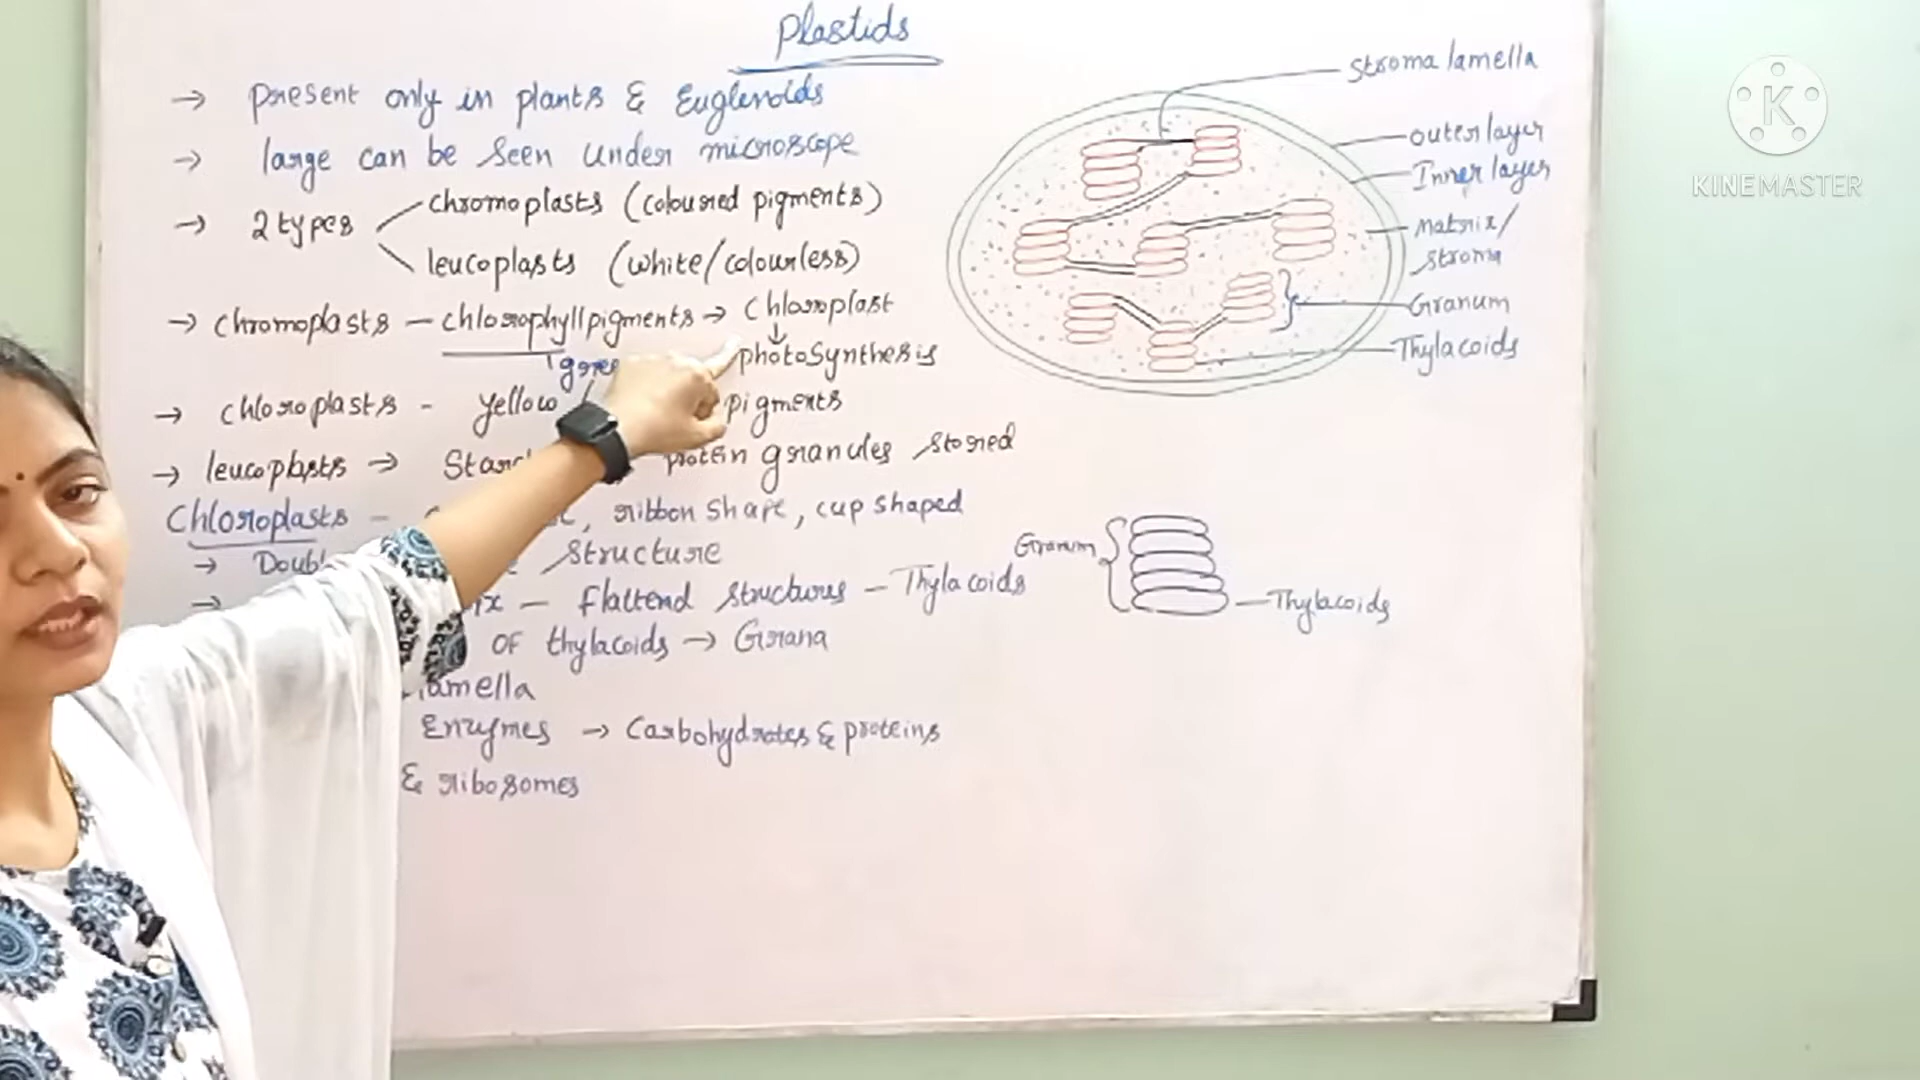 Plastids
→ Present only in plants & Euglenoids
→ large can be seen under microscope
→ 2 types
chromoplasts (coloured pigments)
leucoplasts (white/colourless)
→ chromoplasts – chlorophyll pigments → chloroplast
↓
photosynthesis
→ chloroplasts - yellow pigments
→ leucoplasts → protein granules stored
Chloroplasts – , ribbon shape, cup shaped
→ structure
→ – flattend structures – Thylacoids
of thylacoids → Grana
lamella
Enzymes → Carbohydrates & proteins
& ribosomes
Stroma lamella
outer layer
Inner layer
Matrix/
stroma
Granum
Thylacoids
Granum
Thylacoids
K
KINEMASTER